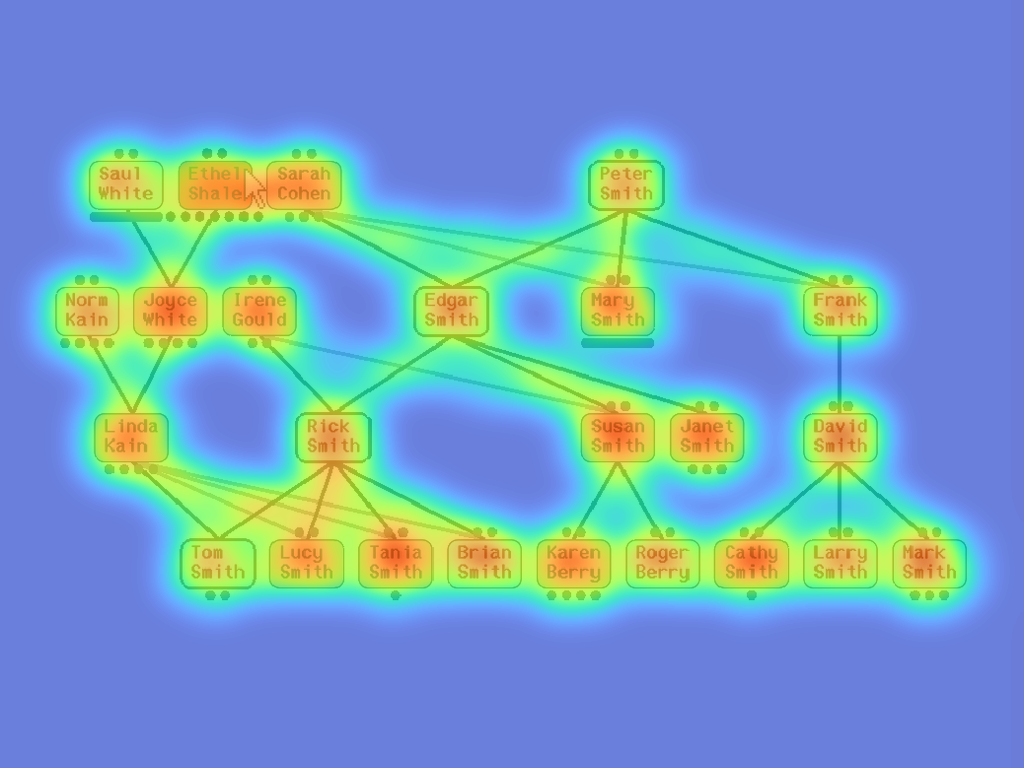 Saul
White
Ethel
Shale
Sarah
Cohen
Peter
Smith
Norm
Kain
Joyce
White
Irene
Gould
Edgar
Smith
Mary
Smith
Frank
Smith
Linda
Kain
Rick
Smith
Susan
Smith
Janet
Smith
David
Smith
Tom
Smith
Lucy
Smith
Tania
Smith
Brian
Smith
Karen
Berry
Roger
Berry
Cathy
Smith
Larry
Smith
Mark
Smith